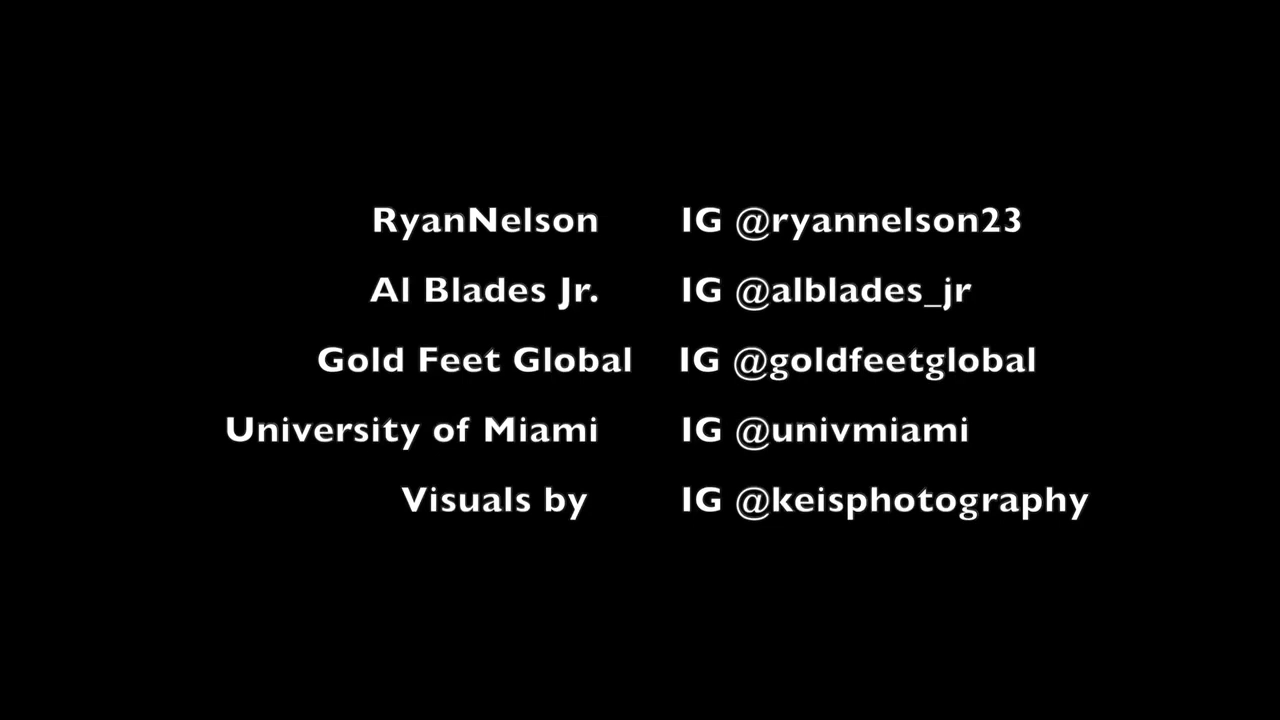 RyanNelson IG @ryannelson23
Al Blades Jr. IG @alblades_jr
Gold Feet Global IG @goldfeetglobal
University of Miami IG @univmiami
Visuals by IG @keisphotography